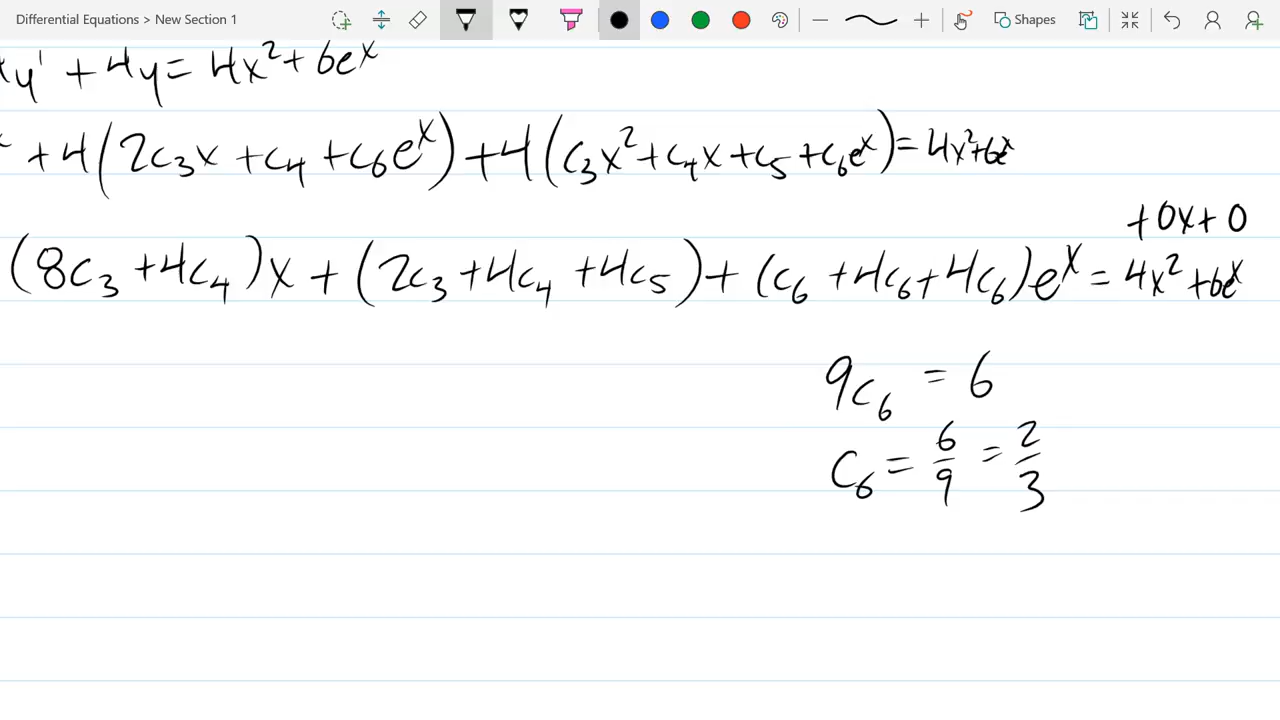 Differential Equations > New Section 1
Shapes
y' + 4y = 4x² + 6eˣ
+4(2c₃x + c₄ + c₆eˣ) + 4(c₃x² + c₄x + c₅ + c₆eˣ) = 4x² + 6eˣ
+0x + 0
(8c₃ + 4c₄)x + (2c₃ + 4c₄ + 4c₅) + (c₆ + 4c₆ + 4c₆)eˣ = 4x² + 6eˣ
9c₆ = 6
c₆ = 6/9 = 2/3